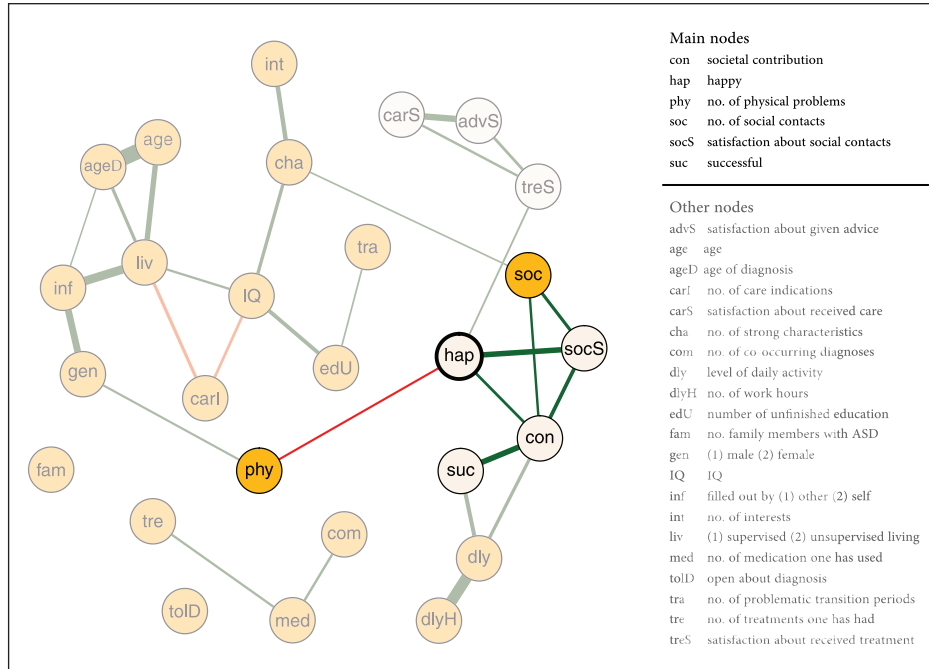 int
carS
advS
age
ageD
cha
treS
tra
liv
soc
inf
IQ
socS
hap
gen
edU
carI
con
fam
phy
suc
tre
com
dly
tolD
med
dlyH
Main nodes
con societal contribution
hap happy
phy no. of physical problems
soc no. of social contacts
socS satisfaction about social contacts
suc successful
Other nodes
advS satisfaction about given advice
age age
ageD age of diagnosis
carI no. of care indications
carS satisfaction about received care
cha no. of strong characteristics
com no. of co-occurring diagnoses
dly level of daily activity
dlyH no. of work hours
edU number of unfinished education
fam no. family members with ASD
gen (1) male (2) female
IQ IQ
inf filled out by (1) other (2) self
int no. of interests
liv (1) supervised (2) unsupervised living
med no. of medication one has used
tolD open about diagnosis
tra no. of problematic transition periods
tre no. of treatments one has had
treS satisfaction about received treatment